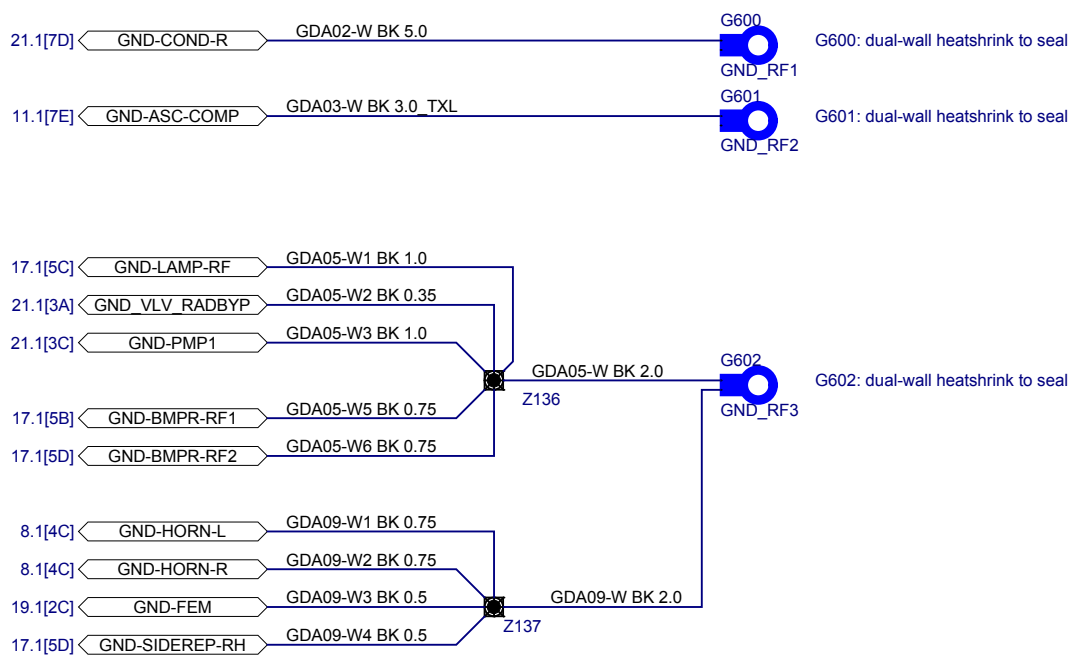 21.1[7D] GND-COND-R GDA02-W BK 5.0 G600 G600: dual-wall heatshrink to seal
GND_RF1
11.1[7E] GND-ASC-COMP GDA03-W BK 3.0_TXL G601 G601: dual-wall heatshrink to seal
GND_RF2
17.1[5C] GND-LAMP-RF GDA05-W1 BK 1.0
21.1[3A] GND_VLV_RADBYP GDA05-W2 BK 0.35
21.1[3C] GND-PMP1 GDA05-W3 BK 1.0
Z136 GDA05-W BK 2.0 G602 G602: dual-wall heatshrink to seal
GND_RF3
17.1[5B] GND-BMPR-RF1 GDA05-W5 BK 0.75
17.1[5D] GND-BMPR-RF2 GDA05-W6 BK 0.75
8.1[4C] GND-HORN-L GDA09-W1 BK 0.75
8.1[4C] GND-HORN-R GDA09-W2 BK 0.75
19.1[2C] GND-FEM GDA09-W3 BK 0.5 GDA09-W BK 2.0
Z137
17.1[5D] GND-SIDEREP-RH GDA09-W4 BK 0.5